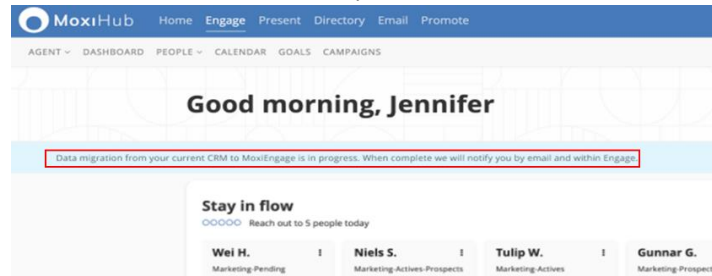 MoxiHub Home Engage Present Directory Email Promote
AGENT DASHBOARD PEOPLE CALENDAR GOALS CAMPAIGNS
Good morning, Jennifer
Data migration from your current CRM to MoxiEngage is in progress. When complete we will notify you by email and within Engage.
Stay in flow
Reach out to 5 people today
Wei H. Niels S. Tulip W. Gunnar G.
Marketing-Pending Marketing-Actives-Prospects Marketing-Actives Marketing-Prospect